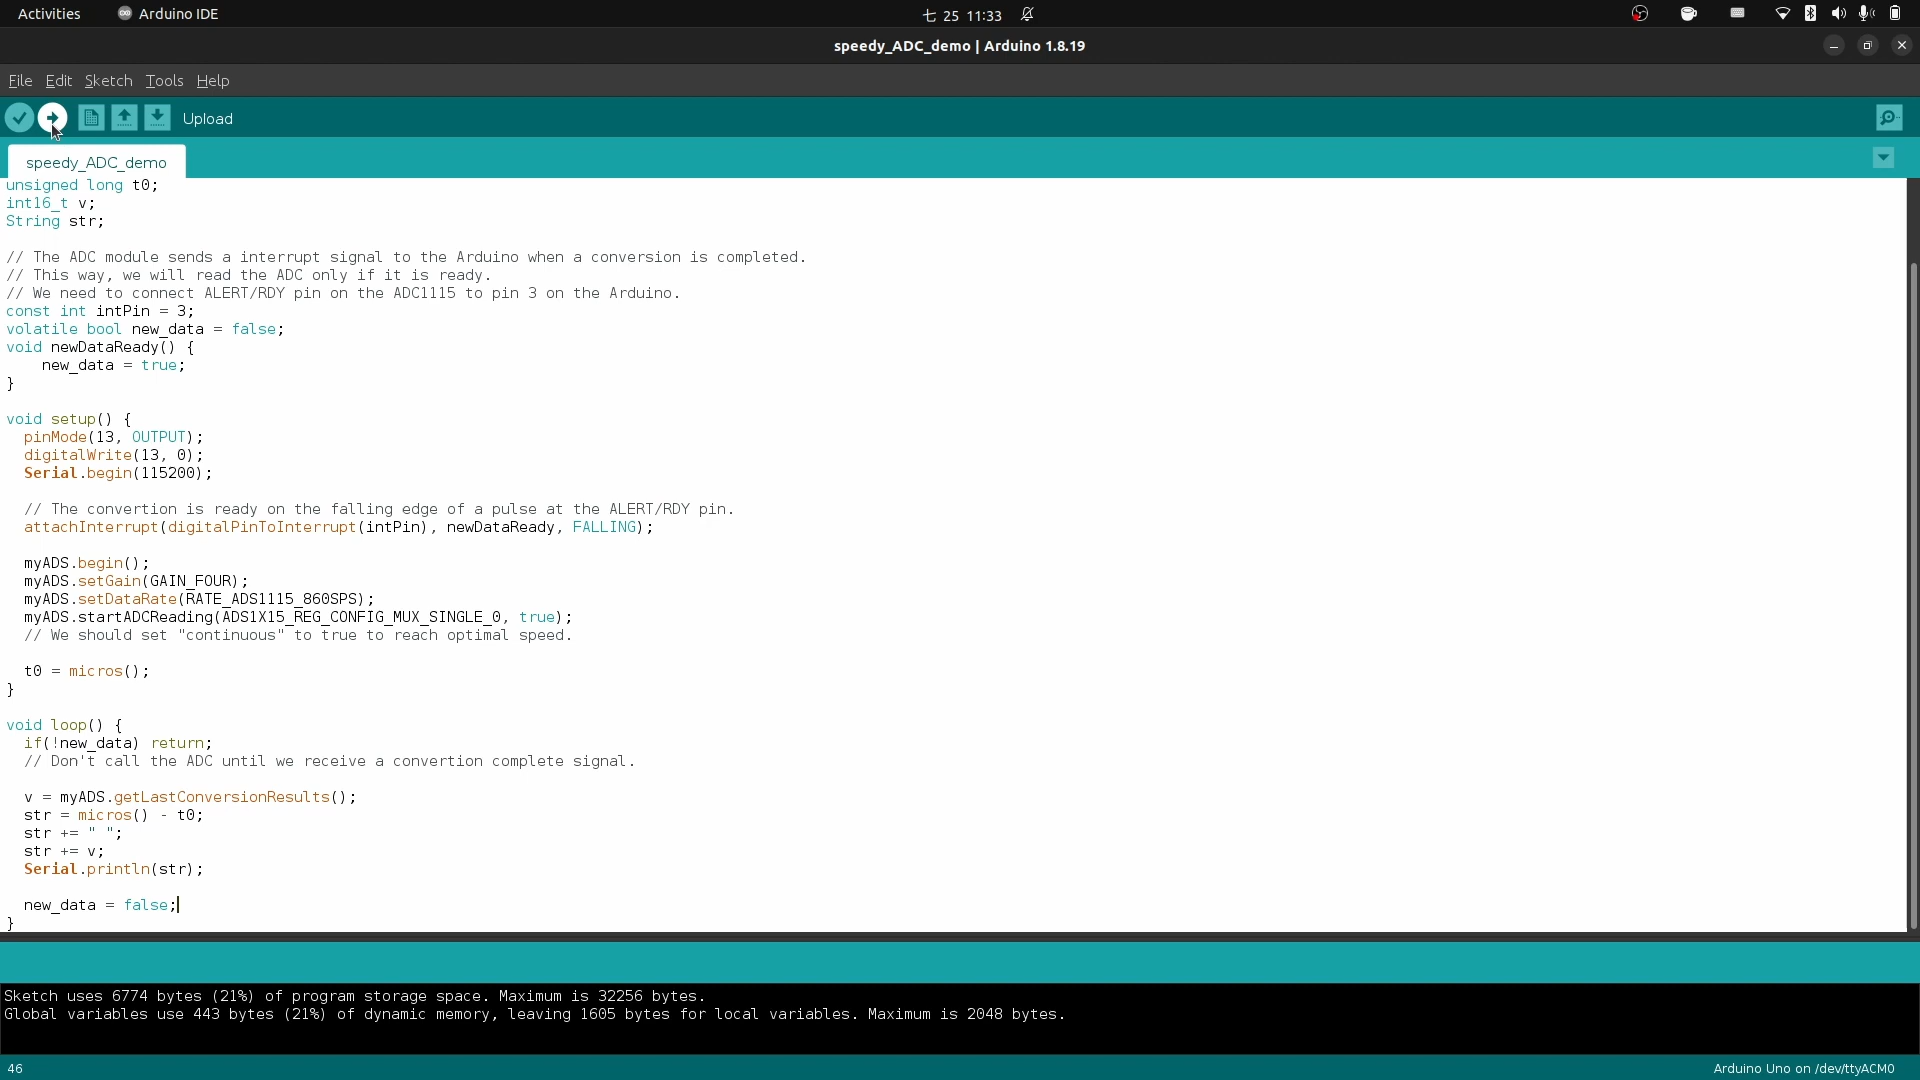 Activities
Arduino IDE
七 25 11:33
speedy_ADC_demo | Arduino 1.8.19
File Edit Sketch Tools Help
Upload
speedy_ADC_demo
unsigned long t0;
int16_t v;
String str;
// The ADC module sends a interrupt signal to the Arduino when a conversion is completed.
// This way, we will read the ADC only if it is ready.
// We need to connect ALERT/RDY pin on the ADC1115 to pin 3 on the Arduino.
const int intPin = 3;
volatile bool new_data = false;
void newDataReady() {
new_data = true;
}
void setup() {
pinMode(13, OUTPUT);
digitalWrite(13, 0);
Serial.begin(115200);
// The convertion is ready on the falling edge of a pulse at the ALERT/RDY pin.
attachInterrupt(digitalPinToInterrupt(intPin), newDataReady, FALLING);
myADS.begin();
myADS.setGain(GAIN_FOUR);
myADS.setDataRate(RATE_ADS1115_860SPS);
myADS.startADCReading(ADS1X15_REG_CONFIG_MUX_SINGLE_0, true);
// We should set "continuous" to true to reach optimal speed.
t0 = micros();
}
void loop() {
if(!new_data) return;
// Don't call the ADC until we receive a convertion complete signal.
v = myADS.getLastConversionResults();
str = micros() - t0;
str += " ";
str += v;
Serial.println(str);
new_data = false;
}
Sketch uses 6774 bytes (21%) of program storage space. Maximum is 32256 bytes.
Global variables use 443 bytes (21%) of dynamic memory, leaving 1605 bytes for local variables. Maximum is 2048 bytes.
46
Arduino Uno on /dev/ttyACM0